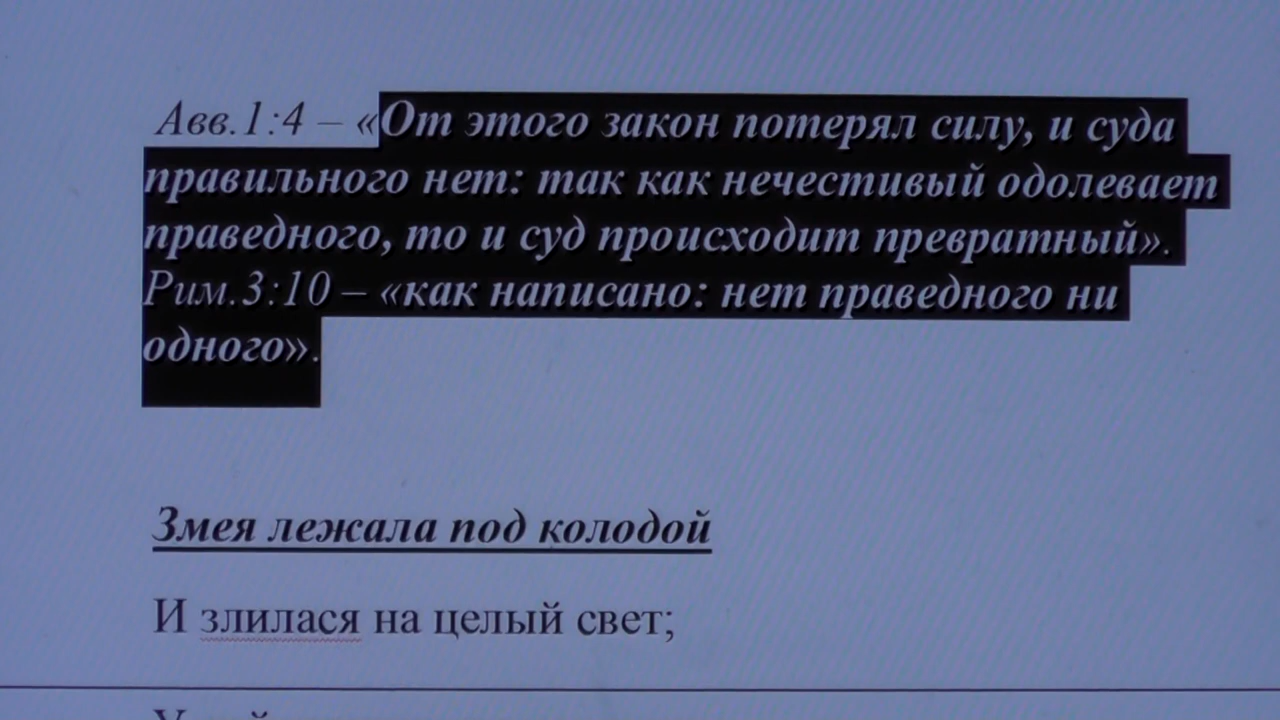 Авв.1:4 – «От этого закон потерял силу, и суда
правильного нет: так как нечестивый одолевает
праведного, то и суд происходит превратный».
Рим.3:10 – «как написано: нет праведного ни
одного».
Змея лежала под колодой
И злилася на целый свет;